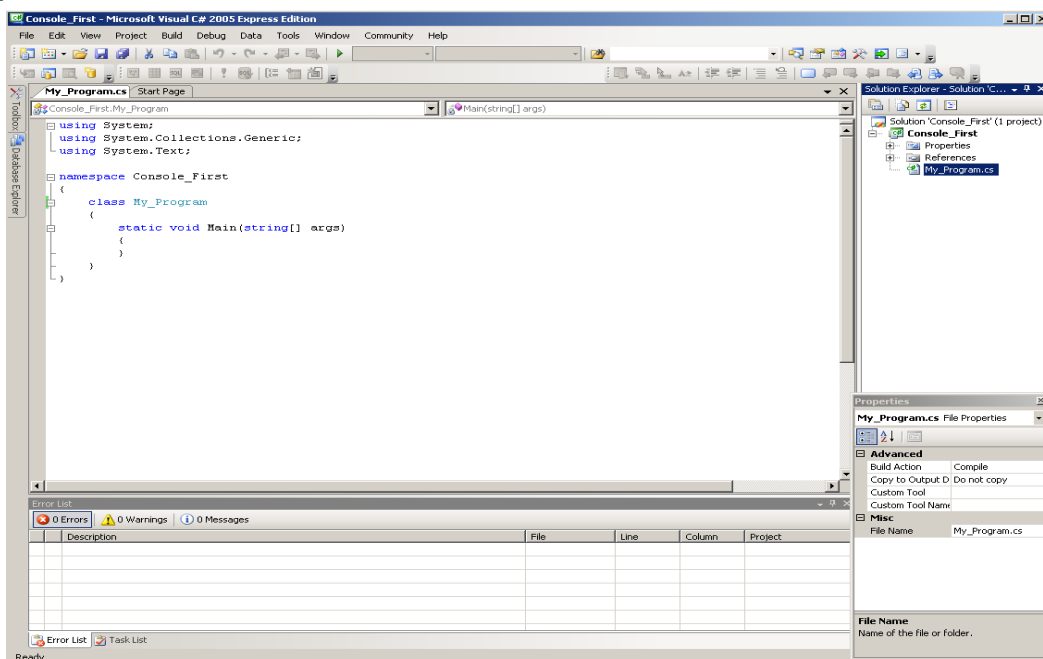 Console_First - Microsoft Visual C# 2005 Express Edition
File Edit View Project Build Debug Data Tools Window Community Help
My_Program.cs Start Page
Console_First.My_Program
Main(string[] args)
Toolbox
Database Explorer
using System;
using System.Collections.Generic;
using System.Text;
namespace Console_First
{
class My_Program
{
static void Main(string[] args)
{
}
}
}
Solution Explorer - Solution 'C...
Solution 'Console_First' (1 project)
Console_First
Properties
References
My_Program.cs
Properties
My_Program.cs File Properties
Advanced
Build Action Compile
Copy to Output D Do not copy
Custom Tool
Custom Tool Name
Misc
File Name My_Program.cs
File Name
Name of the file or folder.
Error List
0 Errors 0 Warnings 0 Messages
Description File Line Column Project
Error List Task List
Ready